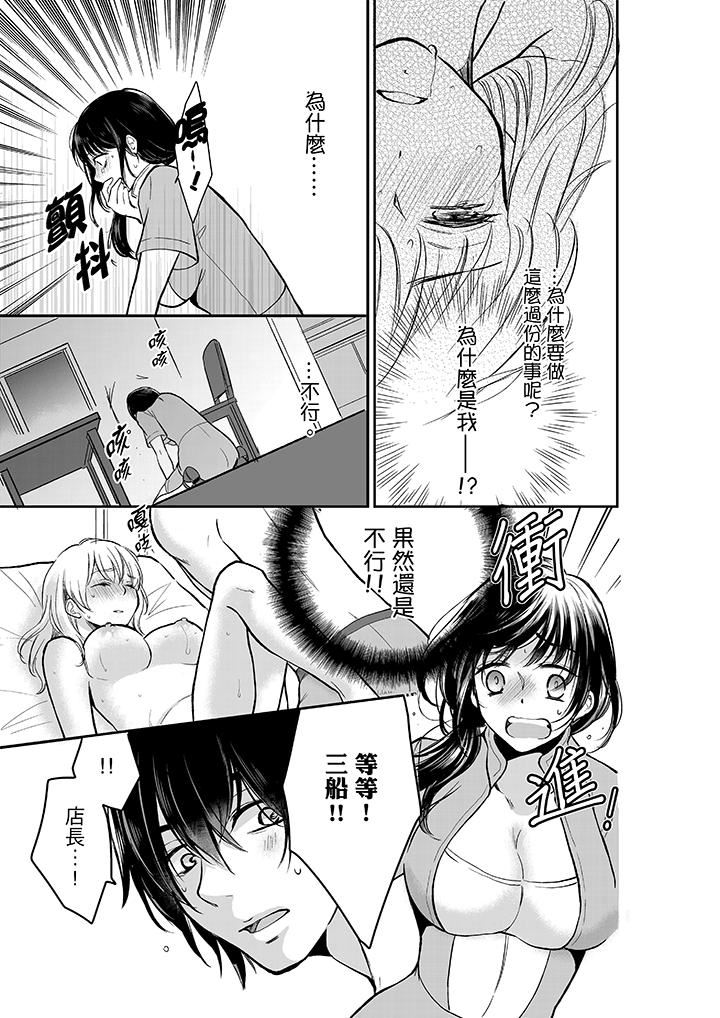 …為什麼要做
這麼過份的事呢？
為什麼是我
——!?
為什麼……
嗚—!
顫抖
咳咳
…不行。
咳咳
衝進!
果然還是
不行!!
嘎吱
等等！
三船!!
!!
店長…!